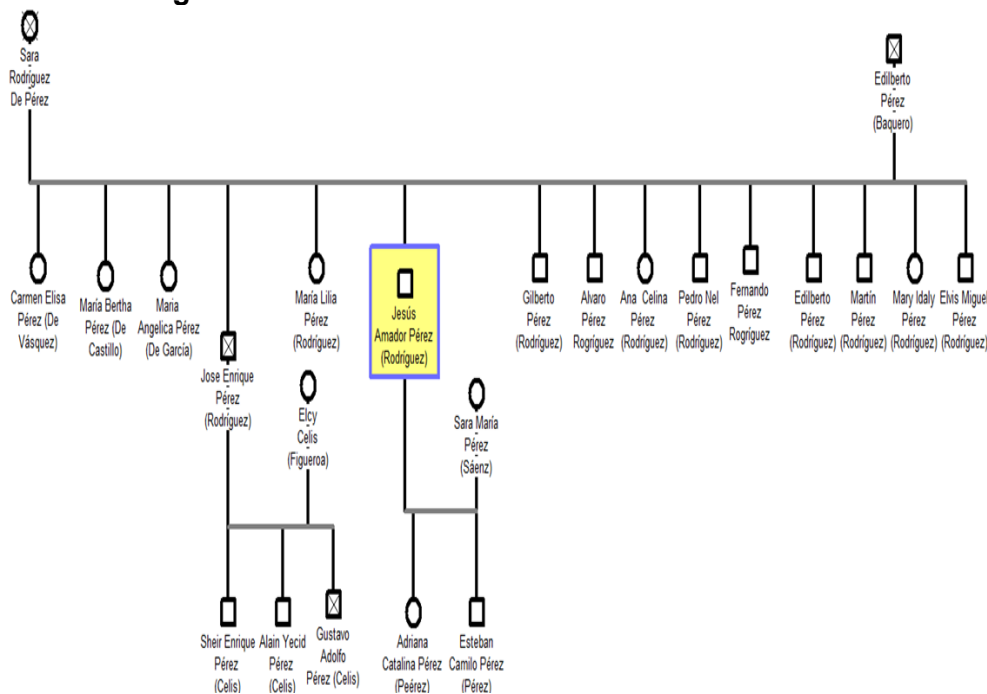 Sara
Rodríguez
De Pérez
Edilberto
Pérez
(Baquero)
Carmen Elisa
Pérez (De
Vásquez)
María Bertha
Pérez (De
Castillo)
Maria
Angelica Pérez
(De García)
Jose Enrique
Pérez
(Rodríguez)
María Lilia
Pérez
(Rodríguez)
Jesús
Amador Pérez
(Rodríguez)
Gilberto
Pérez
(Rodríguez)
Alvaro
Pérez
Rogríguez
Ana Celina
Pérez
(Rodríguez)
Pedro Nel
Pérez
(Rodríguez)
Fernando
Pérez
Rogríguez
Edilberto
Pérez
(Rodríguez)
Martín
Pérez
(Rodríguez)
Mary Idaly
Pérez
(Rodríguez)
Elvis Miguel
Pérez
(Rodríguez)
Elcy
Celis
(Figueroa)
Sara María
Pérez
(Sáenz)
Sheir Enrique
Pérez
(Celis)
Alain Yecid
Pérez
(Celis)
Gustavo
Adolfo
Pérez (Celis)
Adriana
Catalina Pérez
(Peérez)
Esteban
Camilo Pérez
(Pérez)